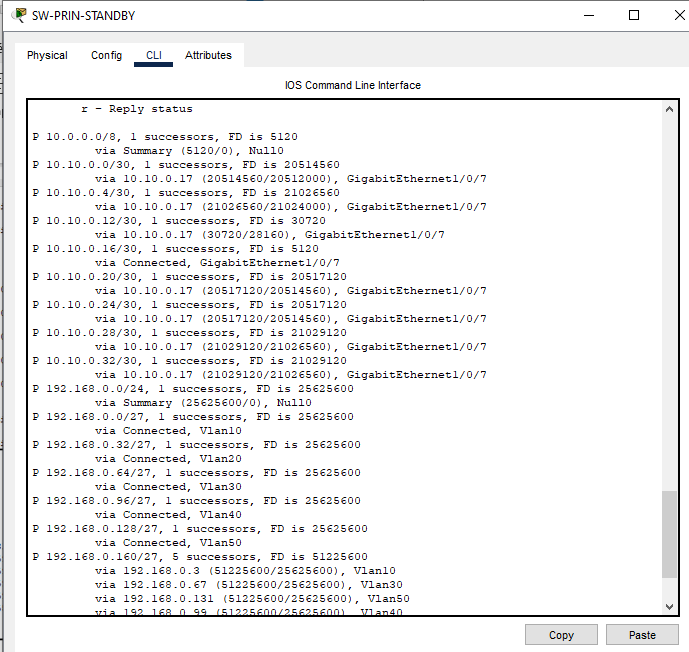 SW-PRIN-STANDBY
Physical Config CLI Attributes
IOS Command Line Interface
r - Reply status
P 10.0.0.0/8, 1 successors, FD is 5120
via Summary (5120/0), Null0
P 10.10.0.0/30, 1 successors, FD is 20514560
via 10.10.0.17 (20514560/20512000), GigabitEthernet1/0/7
P 10.10.0.4/30, 1 successors, FD is 21026560
via 10.10.0.17 (21026560/21024000), GigabitEthernet1/0/7
P 10.10.0.12/30, 1 successors, FD is 30720
via 10.10.0.17 (30720/28160), GigabitEthernet1/0/7
P 10.10.0.16/30, 1 successors, FD is 5120
via Connected, GigabitEthernet1/0/7
P 10.10.0.20/30, 1 successors, FD is 20517120
via 10.10.0.17 (20517120/20514560), GigabitEthernet1/0/7
P 10.10.0.24/30, 1 successors, FD is 20517120
via 10.10.0.17 (20517120/20514560), GigabitEthernet1/0/7
P 10.10.0.28/30, 1 successors, FD is 21029120
via 10.10.0.17 (21029120/21026560), GigabitEthernet1/0/7
P 10.10.0.32/30, 1 successors, FD is 21029120
via 10.10.0.17 (21029120/21026560), GigabitEthernet1/0/7
P 192.168.0.0/24, 1 successors, FD is 25625600
via Summary (25625600/0), Null0
P 192.168.0.0/27, 1 successors, FD is 25625600
via Connected, Vlan10
P 192.168.0.32/27, 1 successors, FD is 25625600
via Connected, Vlan20
P 192.168.0.64/27, 1 successors, FD is 25625600
via Connected, Vlan30
P 192.168.0.96/27, 1 successors, FD is 25625600
via Connected, Vlan40
P 192.168.0.128/27, 1 successors, FD is 25625600
via Connected, Vlan50
P 192.168.0.160/27, 5 successors, FD is 51225600
via 192.168.0.3 (51225600/25625600), Vlan10
via 192.168.0.67 (51225600/25625600), Vlan30
via 192.168.0.131 (51225600/25625600), Vlan50
via 192.168.0.99 (51225600/25625600), Vlan40
Copy Paste